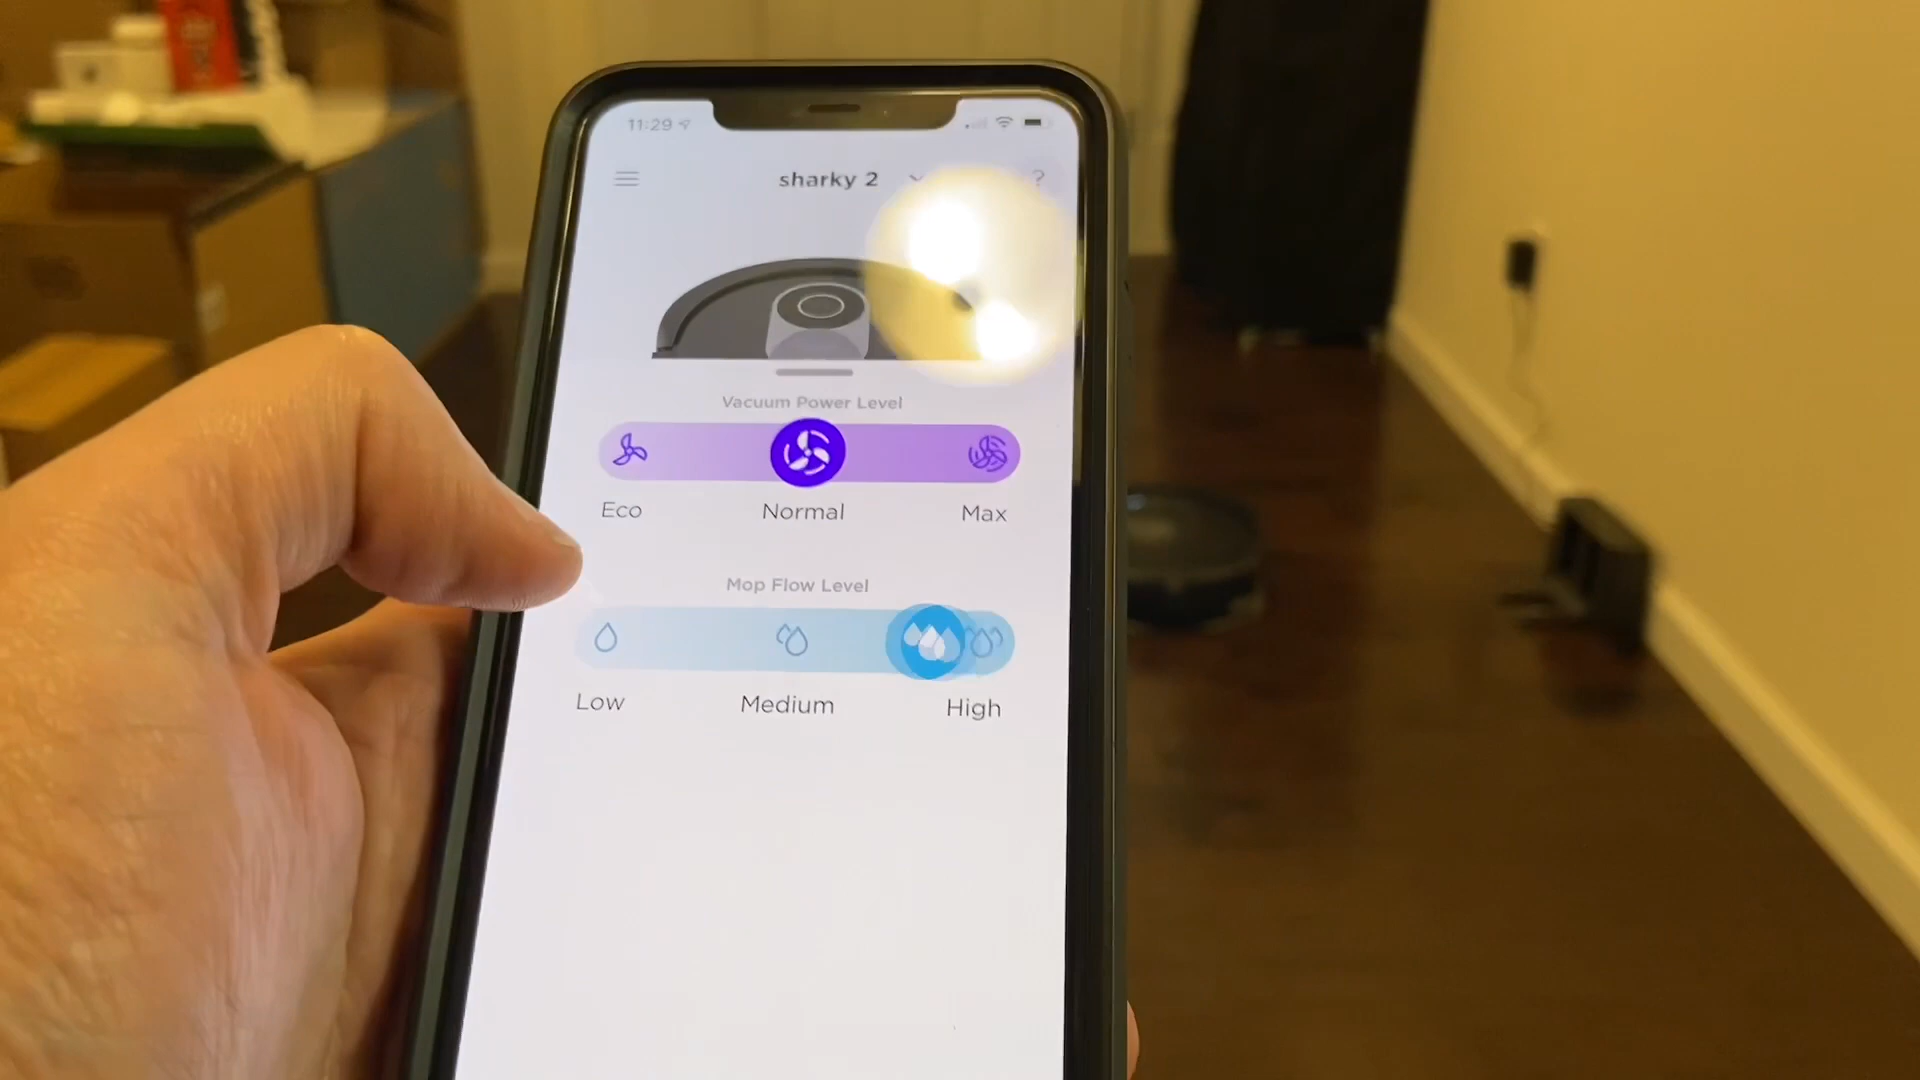 11:29
sharky 2
?
Vacuum Power Level
Eco Normal Max
Mop Flow Level
Low Medium High